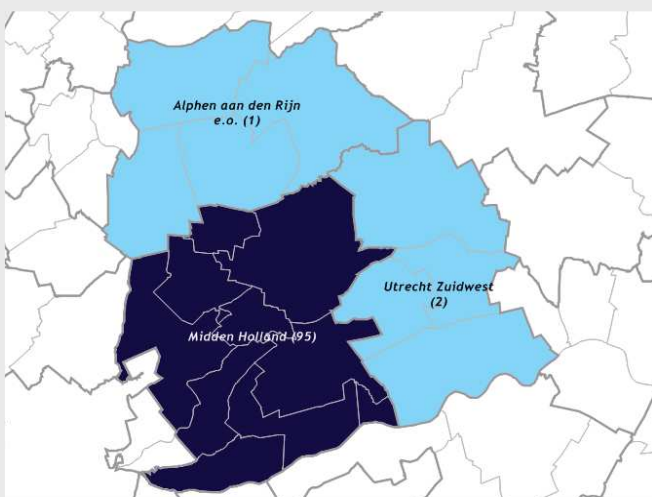 Alphen aan den Rijn
e.o. (1)
Utrecht Zuidwest
(2)
Midden Holland (95)